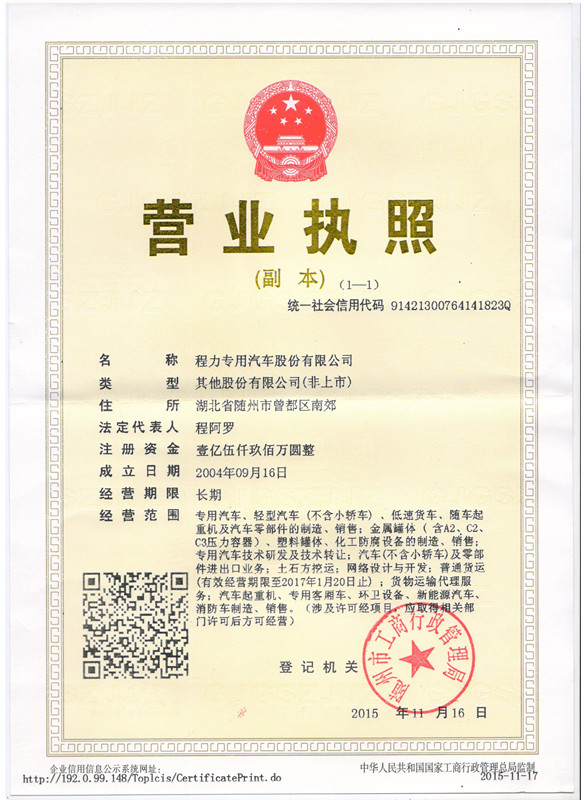 营业执照
(副 本) (1—1)
统一社会信用代码 91421300764141823Q
名 称 程力专用汽车股份有限公司
类 型 其他股份有限公司(非上市)
住 所 湖北省随州市曾都区南郊
法定代表人 程阿罗
注册资金 壹亿伍仟玖佰万圆整
成立日期 2004年09月16日
经营期限 长期
经营范围 专用汽车、轻型汽车(不含小轿车)、低速货车、随车起
重机及汽车零部件的制造、销售；金属罐体（含A2、C2、
C3压力容器）、塑料罐体、化工防腐设备的制造、销售；
专用汽车技术研发及技术转让；汽车(不含小轿车)及零部
件进出口业务；土石方挖运；网络设计与开发；普通货运
(有效经营期限至2017年1月20日止)；货物运输代理服
务；汽车起重机、专用客厢车、环卫设备、新能源汽车、
消防车制造、销售。（涉及许可经项目，应取得相关部
门许可后方可经营）
登记机关
随州市工商行政管理局
2015 年11 月16 日
企业信用信息公示系统网址：
http://192.0.99.148/Topicis/CertificatePrint.do
中华人民共和国国家工商行政管理总局监制
2015-11-17